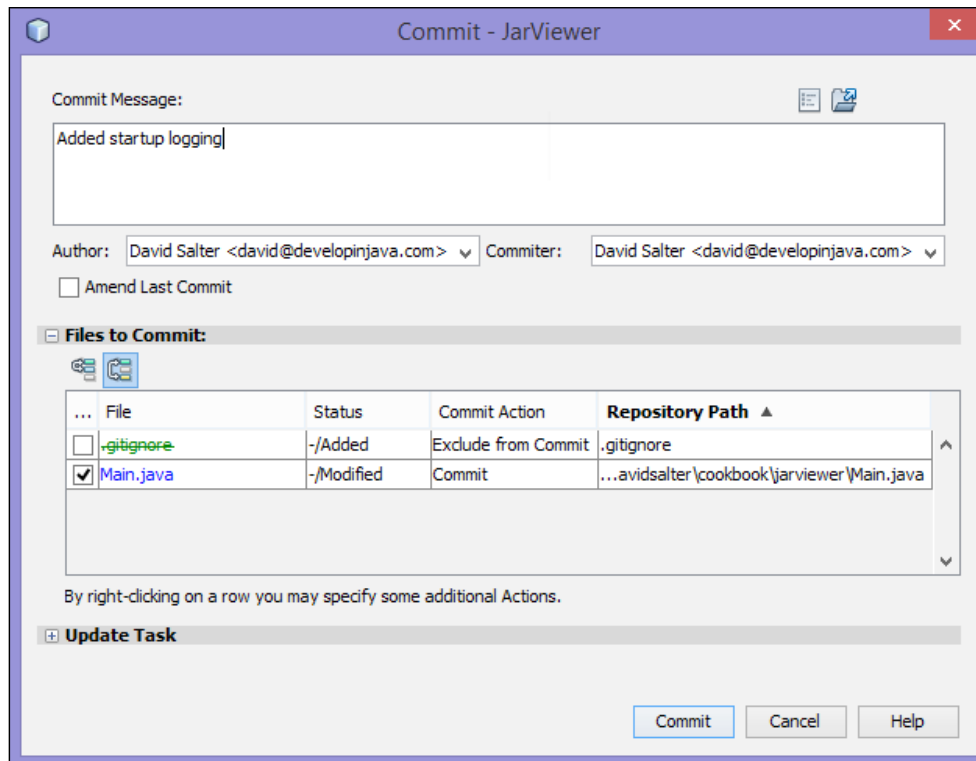 Commit - JarViewer
Commit Message:
Added startup logging
Author: David Salter <david@developinjava.com> Commiter: David Salter <david@developinjava.com>
Amend Last Commit
Files to Commit:
... File Status Commit Action Repository Path
.gitignore -/Added Exclude from Commit .gitignore
Main.java -/Modified Commit ...avidsalter\cookbook\jarviewer\Main.java
By right-clicking on a row you may specify some additional Actions.
Update Task
Commit Cancel Help